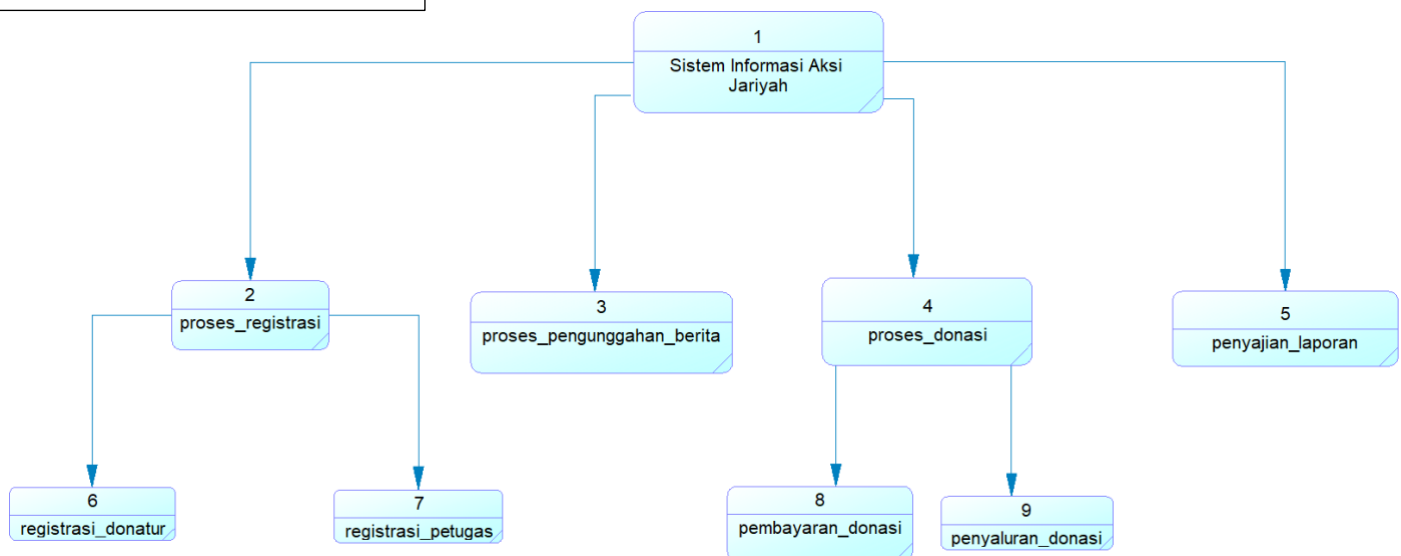 1
Sistem Informasi Aksi
Jariyah
2
proses_registrasi
3
proses_pengunggahan_berita
4
proses_donasi
5
penyajian_laporan
6
registrasi_donatur
7
registrasi_petugas
8
pembayaran_donasi
9
penyaluran_donasi